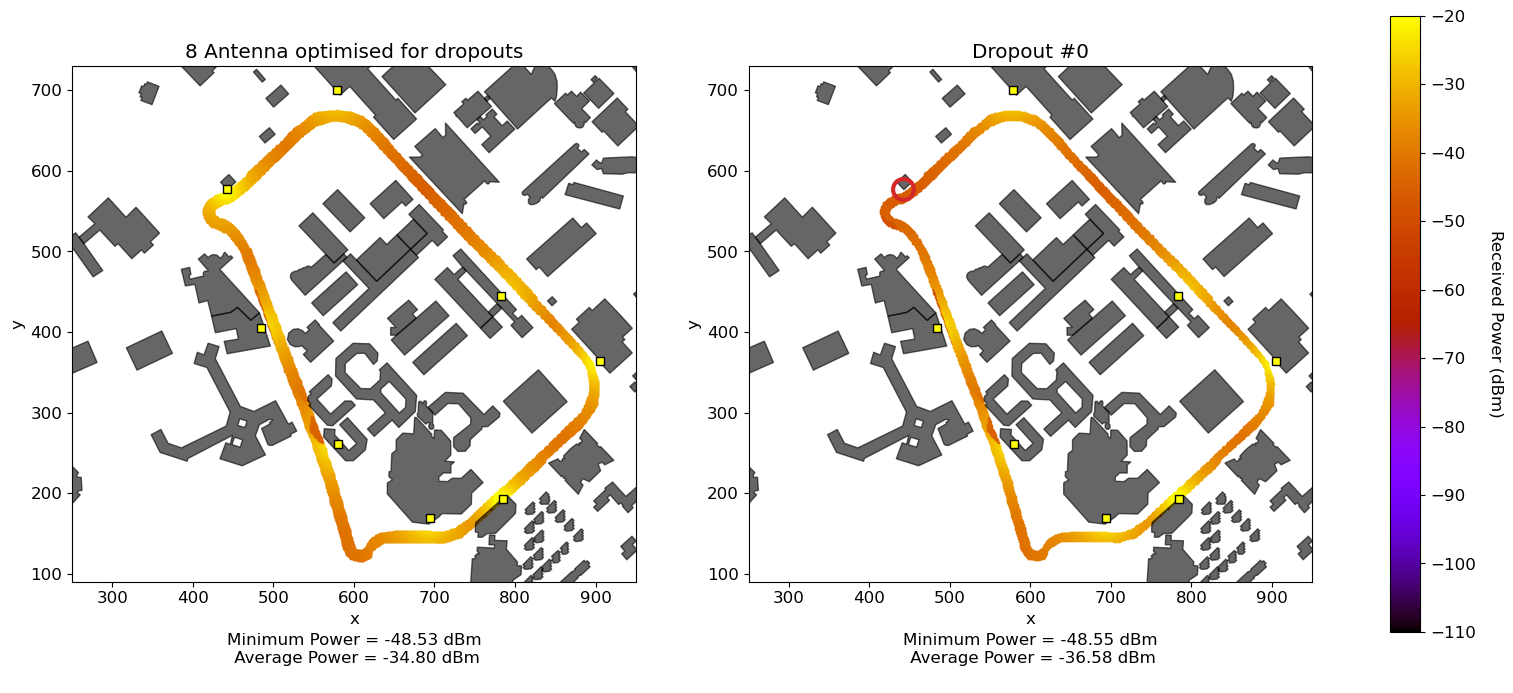 8 Antenna optimised for dropouts
700
600
500
400
300
200
100
y
300 400 500 600 700 800 900
x
Minimum Power = -48.53 dBm
Average Power = -34.80 dBm
Dropout #0
700
600
500
400
300
200
100
y
300 400 500 600 700 800 900
x
Minimum Power = -48.55 dBm
Average Power = -36.58 dBm
−20
−30
−40
−50
−60
−70
−80
−90
−100
−110
Received Power (dBm)